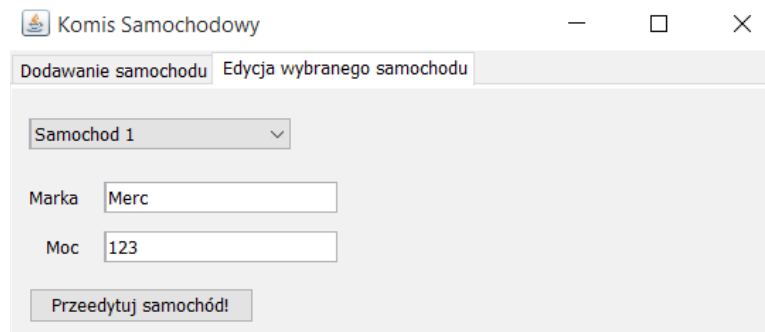 Komis Samochodowy
Dodawanie samochodu Edycja wybranego samochodu
Samochod 1
Marka Merc
Moc 123
Przeedytuj samochód!